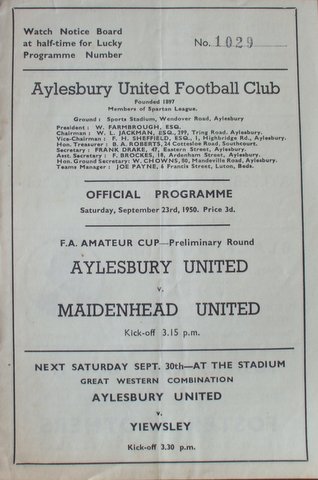 Watch Notice Board
at half-time for Lucky
Programme Number
No. 1029
Aylesbury United Football Club
Founded 1897
Members of Spartan League.
Ground : Sports Stadium, Wendover Road, Aylesbury
President : W. FARMBROUGH, ESQ.
Chairman : W. L. JACKMAN, ESQ., 299, Tring Road, Aylesbury.
Vice-Chairman : F. H. SHEFFIELD, ESQ., 1, Highbridge Rd., Aylesbury.
Hon. Treasurer : B. A. ROBERTS, 24 Cottesloe Road, Southcourt.
Secretary : FRANK DRAKE, 42, Eastern Street, Aylesbury.
Asst. Secretary : F. BROCKES, 18, Ardenham Street, Aylesbury.
Hon. Ground Secretary: W. CHOWNS, 80, Mandeville Road, Aylesbury.
Teams Manager : JOE PAYNE, 6 Francis Street, Luton, Beds.
OFFICIAL PROGRAMME
Saturday, September 23rd, 1950. Price 3d.
F.A. AMATEUR CUP—Preliminary Round
AYLESBURY UNITED
v.
MAIDENHEAD UNITED
Kick-off 3.15 p.m.
NEXT SATURDAY SEPT. 30th—AT THE STADIUM
GREAT WESTERN COMBINATION
AYLESBURY UNITED
v.
YIEWSLEY
Kick-off 3.30 p.m.